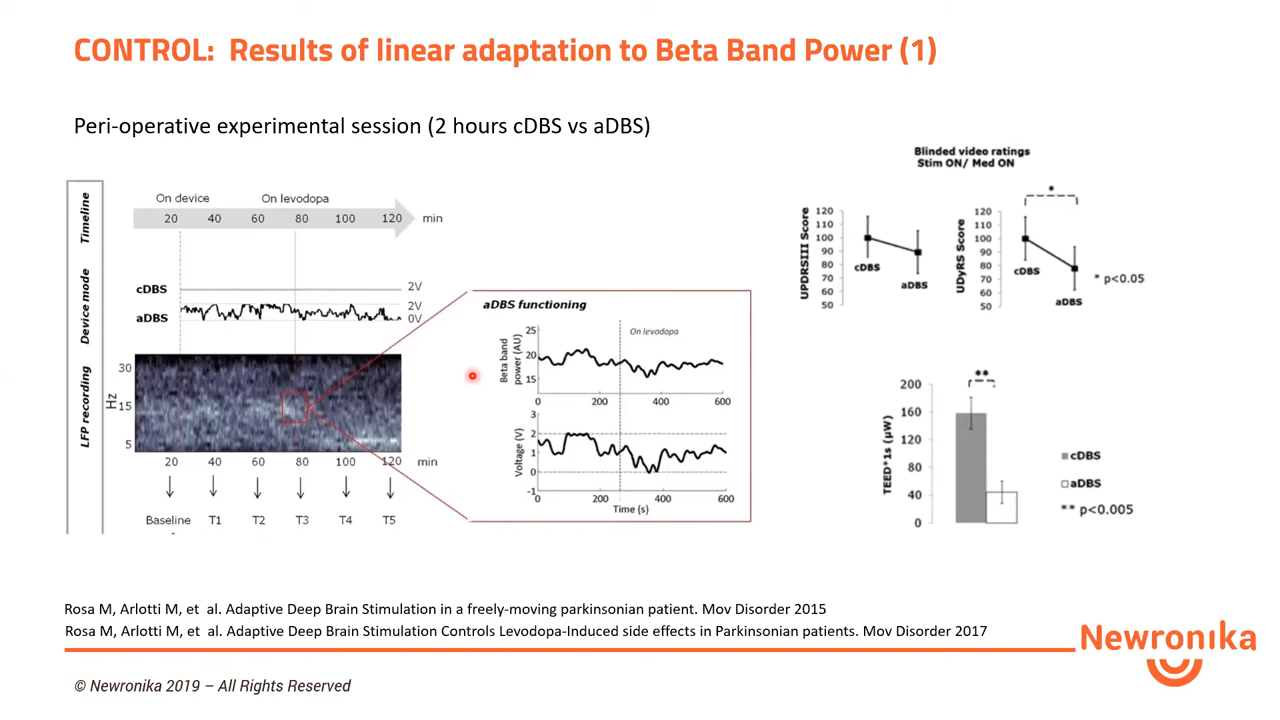 CONTROL: Results of linear adaptation to Beta Band Power (1)
Peri-operative experimental session (2 hours cDBS vs aDBS)
Timeline
On device
On levodopa
20 40 60 80 100 120 min
Device mode
cDBS
2V
aDBS
2V
0V
LFP recording
Hz
30
15
5
20 40 60 80 100 120 min
Baseline T1 T2 T3 T4 T5
aDBS functioning
Beta band
power (AU)
25
20
15
On levodopa
0 200 400 600
Voltage (V)
3
2
1
0
-1
0 200 400 600
Time (s)
Blinded video ratings
Stim ON/ Med ON
UPDRSIII Score
120
110
100
90
80
70
60
50
cDBS
aDBS
UDyRS Score
120
110
100
90
80
70
60
50
*
cDBS
aDBS
* p<0.05
TEED*1s (µW)
200
160
120
80
40
0
**
cDBS
aDBS
** p<0.005
Rosa M, Arlotti M, et al. Adaptive Deep Brain Stimulation in a freely-moving parkinsonian patient. Mov Disorder 2015
Rosa M, Arlotti M, et al. Adaptive Deep Brain Stimulation Controls Levodopa-Induced side effects in Parkinsonian patients. Mov Disorder 2017
Newronika
© Newronika 2019 – All Rights Reserved